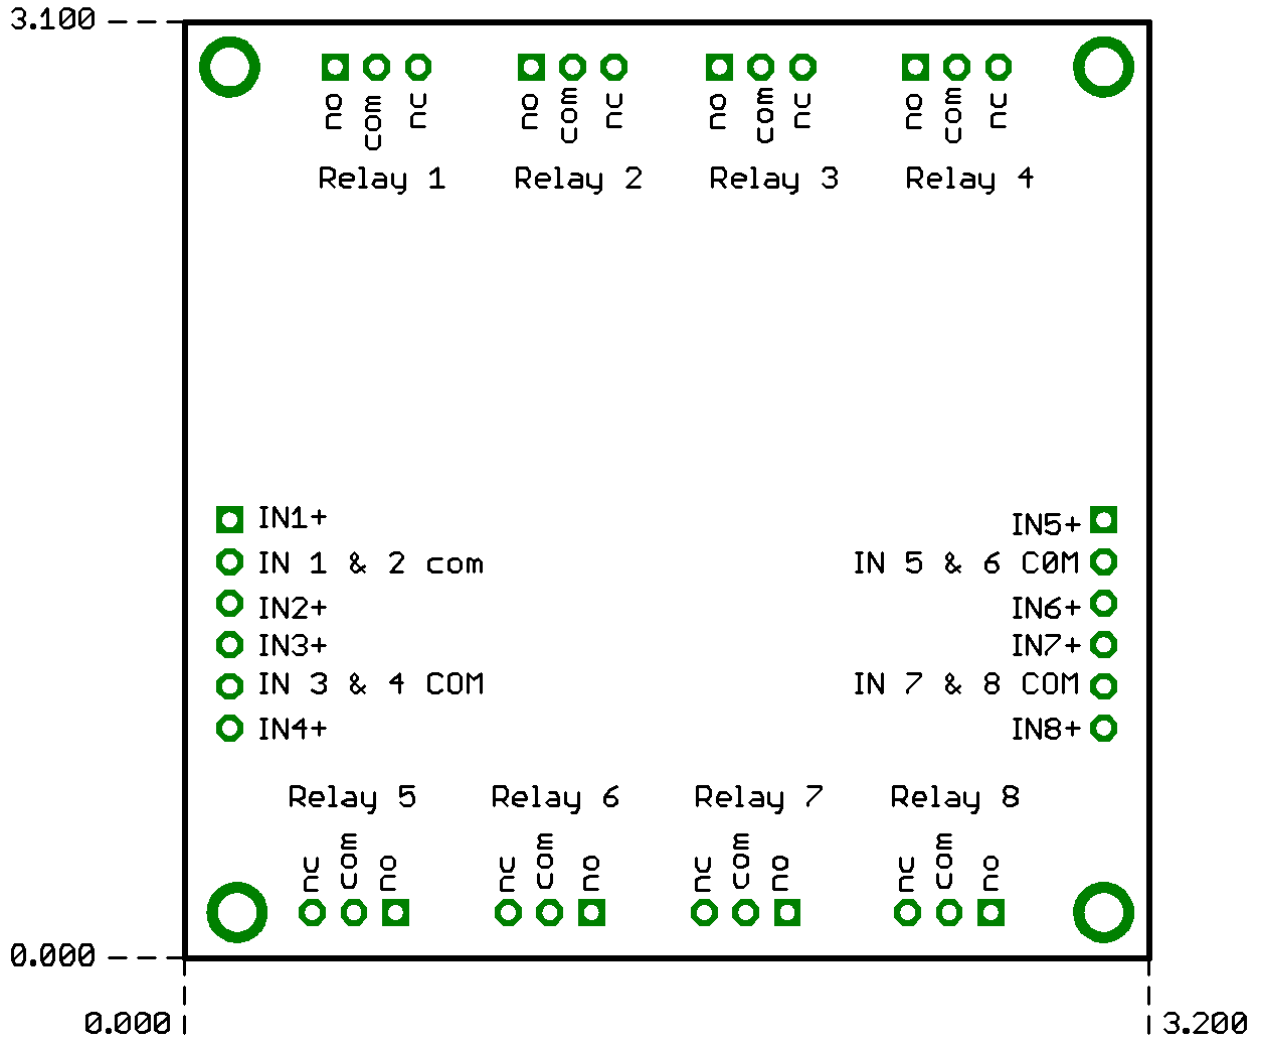 3.100
no com nc no com nc no com nc no com nc
Relay 1 Relay 2 Relay 3 Relay 4
IN1+ IN5+
IN 1 & 2 com IN 5 & 6 C0M
IN2+ IN6+
IN3+ IN7+
IN 3 & 4 COM IN 7 & 8 COM
IN4+ IN8+
Relay 5 Relay 6 Relay 7 Relay 8
nc com no nc com no nc com no nc com no
0.000
0.000 3.200